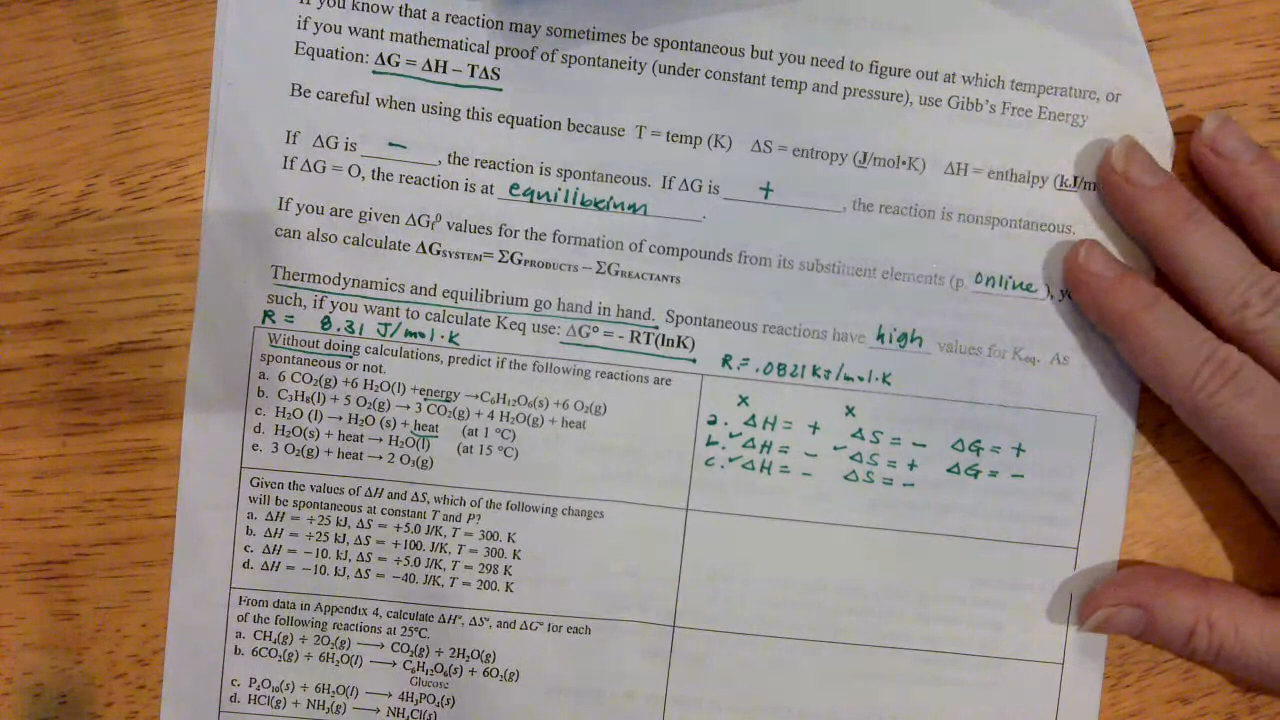 If you know that a reaction may sometimes be spontaneous but you need to figure out at which temperature, or
if you want mathematical proof of spontaneity (under constant temp and pressure), use Gibb's Free Energy
Equation: ΔG = ΔH – TΔS
Be careful when using this equation because T = temp (K) ΔS = entropy (J/mol•K) ΔH = enthalpy (kJ/m
If ΔG is – , the reaction is spontaneous. If ΔG is + , the reaction is nonspontaneous.
If ΔG = O, the reaction is at equilibrium .
If you are given ΔGf⁰ values for the formation of compounds from its substituent elements (p. online ), y
can also calculate ΔGSYSTEM= ΣGPRODUCTS – ΣGREACTANTS
Thermodynamics and equilibrium go hand in hand. Spontaneous reactions have high values for Keq. As
such, if you want to calculate Keq use: ΔG° = - RT(lnK)
R = 8.31 J/mol·K
R = .0821 KJ/mol·K
Without doing calculations, predict if the following reactions are
spontaneous or not.
a. 6 CO₂(g) +6 H₂O(l) +energy →C₆H₁₂O₆(s) +6 O₂(g)
b. C₃H₈(l) + 5 O₂(g) → 3 CO₂(g) + 4 H₂O(g) + heat
c. H₂O (l) → H₂O (s) + heat (at 1 °C)
d. H₂O(s) + heat → H₂O(l) (at 15 °C)
e. 3 O₂(g) + heat → 2 O₃(g)
x x
a. ΔH = + ΔS = – ΔG = +
b. ✓ΔH = – ✓ΔS = + ΔG = –
c. ✓ΔH = – ΔS = –
Given the values of ΔH and ΔS, which of the following changes
will be spontaneous at constant T and P?
a. ΔH = +25 kJ, ΔS = +5.0 J/K, T = 300. K
b. ΔH = +25 kJ, ΔS = +100. J/K, T = 300. K
c. ΔH = −10. kJ, ΔS = +5.0 J/K, T = 298 K
d. ΔH = −10. kJ, ΔS = −40. J/K, T = 200. K
From data in Appendix 4, calculate ΔH°, ΔS°, and ΔG° for each
of the following reactions at 25°C.
a. CH₄(g) + 2O₂(g) ⟶ CO₂(g) + 2H₂O(g)
b. 6CO₂(g) + 6H₂O(l) ⟶ C₆H₁₂O₆(s) + 6O₂(g)
Glucose
c. P₄O₁₀(s) + 6H₂O(l) ⟶ 4H₃PO₄(s)
d. HCl(g) + NH₃(g) ⟶ NH₄Cl(s)